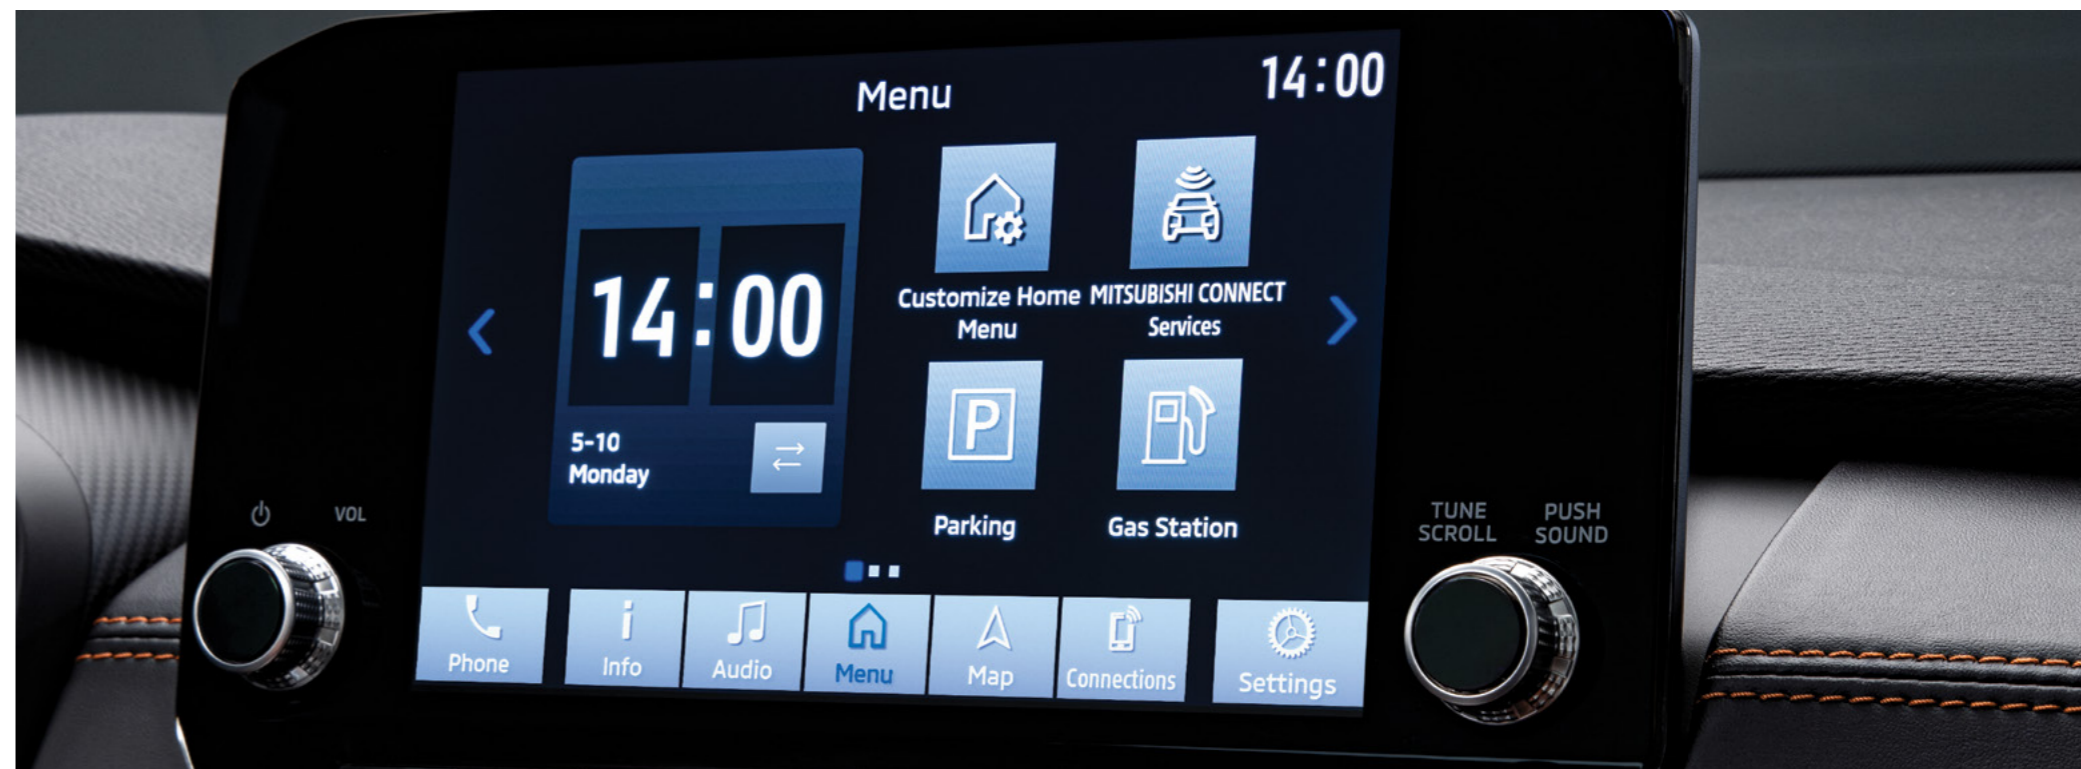 Menu
14:00
14:00
5-10
Monday
Customize Home
Menu
MITSUBISHI CONNECT
Services
P
Parking
Gas Station
VOL
TUNE
SCROLL
PUSH
SOUND
Phone
i
Info
Audio
Menu
Map
Connections
Settings